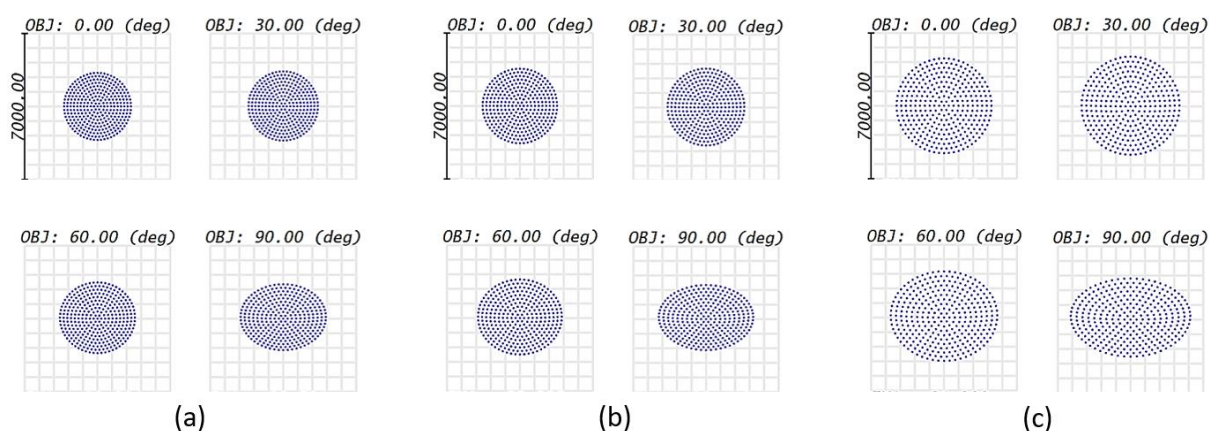 OBJ: 0.00 (deg)
OBJ: 30.00 (deg)
7000.00
OBJ: 60.00 (deg)
OBJ: 90.00 (deg)
(a)
OBJ: 0.00 (deg)
OBJ: 30.00 (deg)
7000.00
OBJ: 60.00 (deg)
OBJ: 90.00 (deg)
(b)
OBJ: 0.00 (deg)
OBJ: 30.00 (deg)
7000.00
OBJ: 60.00 (deg)
OBJ: 90.00 (deg)
(c)